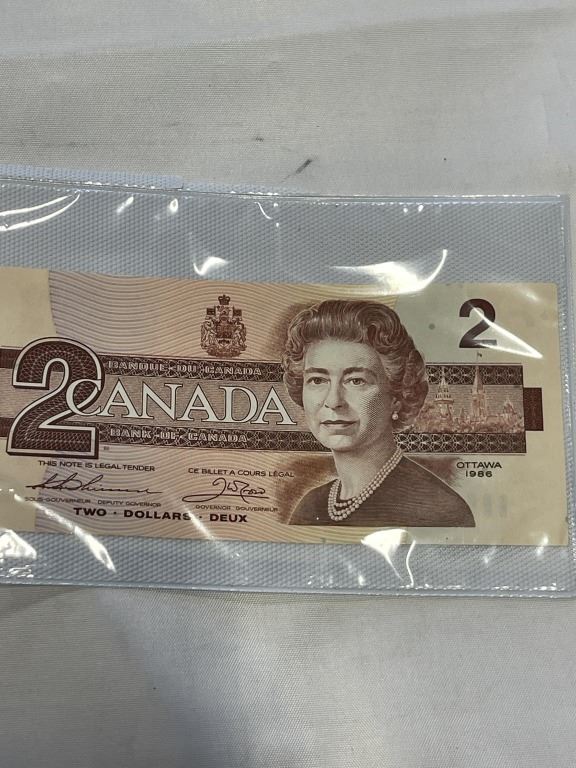 2
BANQUE · DU · CANADA
2
CANADA
BANK · OF · CANADA
THIS NOTE IS LEGAL TENDER
CE BILLET A COURS LÉGAL
OTTAWA
1986
SOUS-GOUVERNEUR DEPUTY GOVERNOR
GOVERNOR GOUVERNEUR
TWO · DOLLARS · DEUX